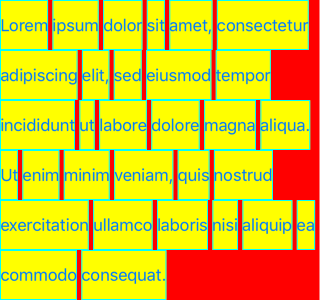 Lorem ipsum dolor sit amet, consectetur
adipiscing elit, sed eiusmod tempor
incididunt ut labore dolore magna aliqua.
Ut enim minim veniam, quis nostrud
exercitation ullamco laboris nisi aliquip ea
commodo consequat.